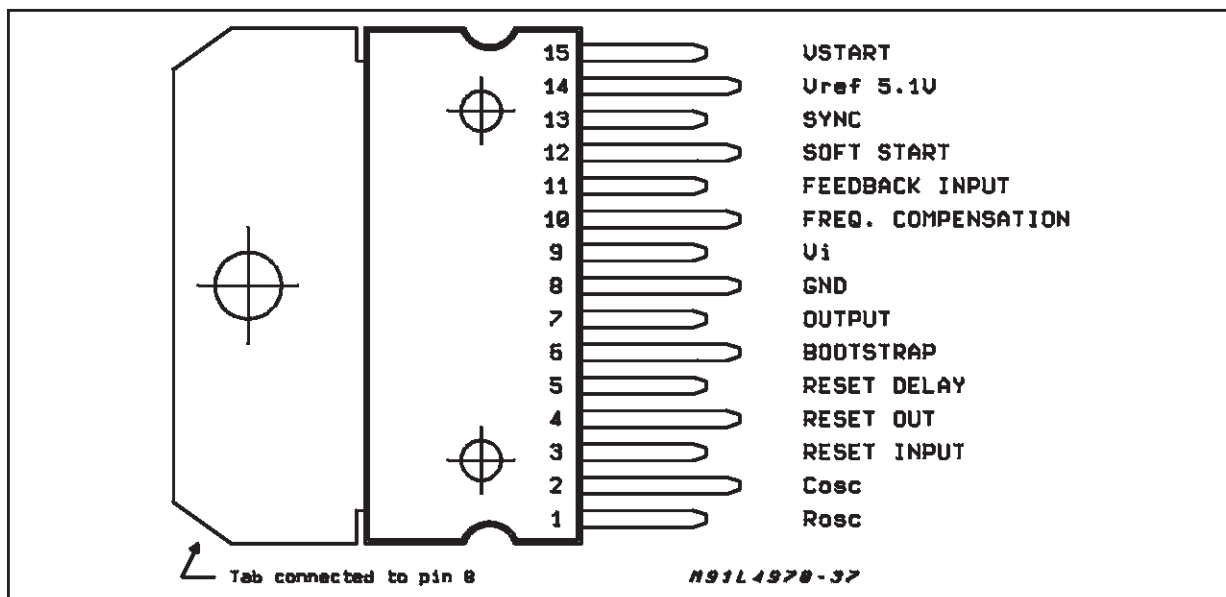 15 VSTART
14 Vref 5.1V
13 SYNC
12 SOFT START
11 FEEDBACK INPUT
10 FREQ. COMPENSATION
9 Vi
8 GND
7 OUTPUT
6 BOOTSTRAP
5 RESET DELAY
4 RESET OUT
3 RESET INPUT
2 Cosc
1 Rosc
Tab connected to pin 8
M91L4970-37